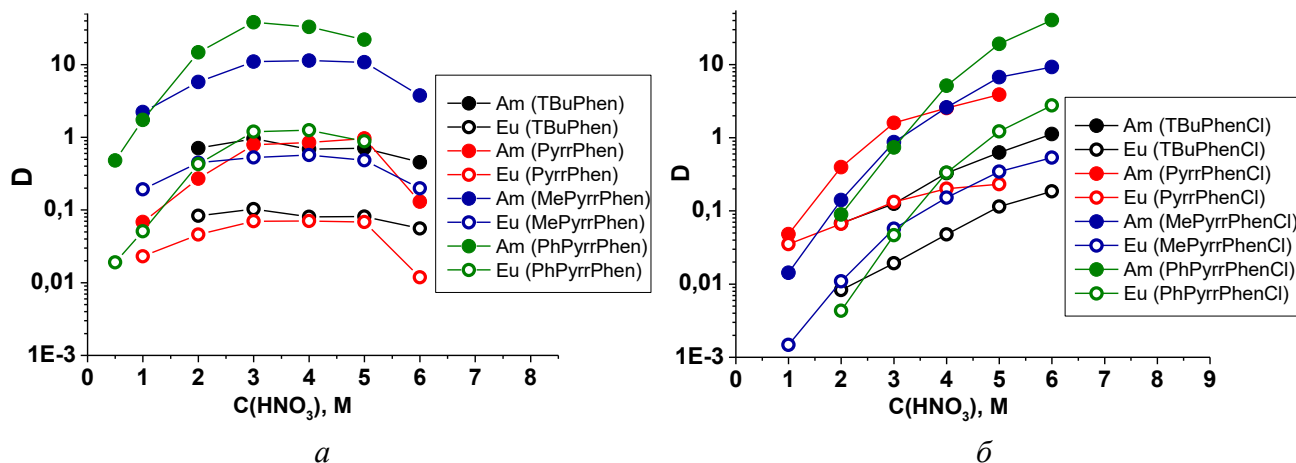 D
10
1
0,1
0,01
1E-3
0 1 2 3 4 5 6 7 8
C(HNO₃), M
Am (TBuPhen)
Eu (TBuPhen)
Am (PyrrPhen)
Eu (PyrrPhen)
Am (MePyrrPhen)
Eu (MePyrrPhen)
Am (PhPyrrPhen)
Eu (PhPyrrPhen)
а
D
10
1
0,1
0,01
1E-3
0 1 2 3 4 5 6 7 8 9
C(HNO₃), M
Am (TBuPhenCl)
Eu (TBuPhenCl)
Am (PyrrPhenCl)
Eu (PyrrPhenCl)
Am (MePyrrPhenCl)
Eu (MePyrrPhenCl)
Am (PhPyrrPhenCl)
Eu (PhPyrrPhenCl)
б